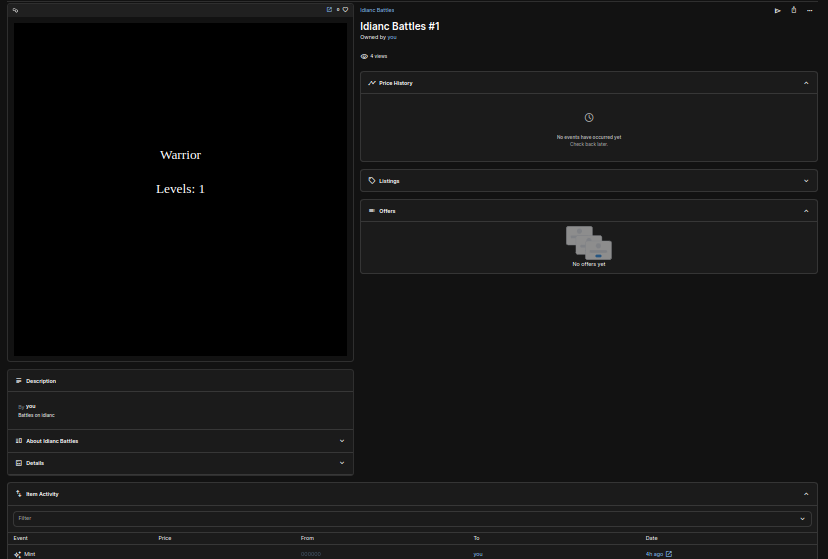 0
Warrior
Levels: 1
Description
By you
Battles on idianc
About Idianc Battles
Details
Idianc Battles
Idianc Battles #1
Owned by you
4 views
Price History
No events have occurred yet
Check back later.
Listings
Offers
No offers yet
Item Activity
Filter
Event Price From To Date
Mint 000000 you 4h ago